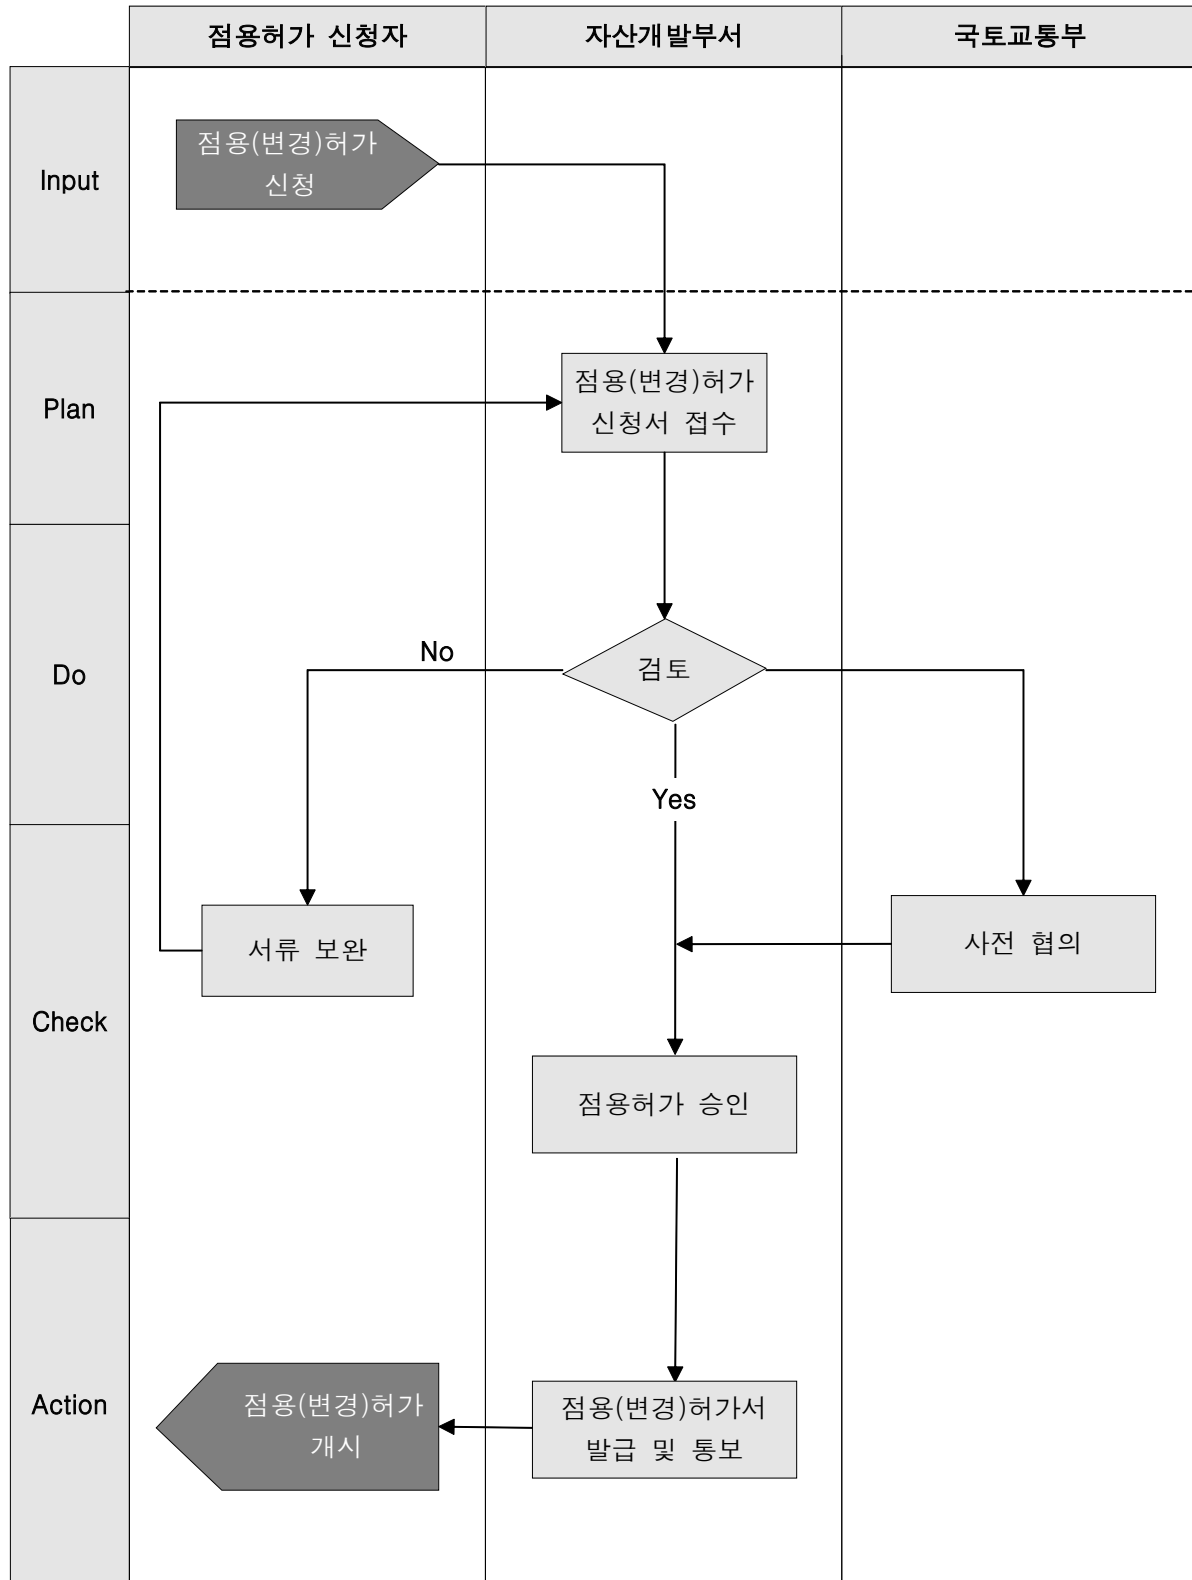 점용허가 신청자
자산개발부서
국토교통부
Input
점용(변경)허가
신청
Plan
점용(변경)허가
신청서 접수
Do
No
검토
Yes
서류 보완
사전 협의
Check
점용허가 승인
Action
점용(변경)허가
개시
점용(변경)허가서
발급 및 통보